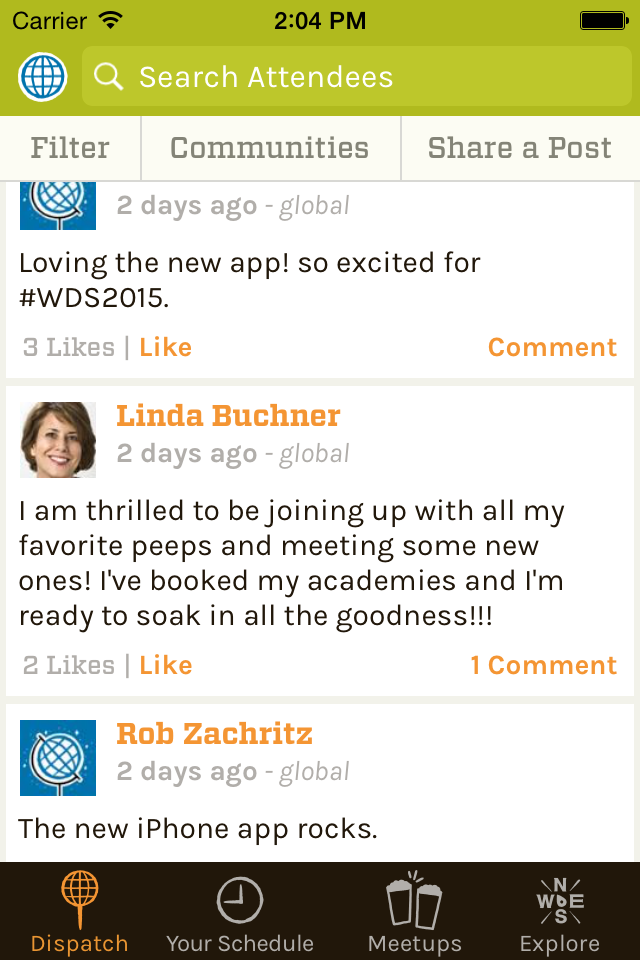 Carrier 2:04 PM
Search Attendees
Filter Communities Share a Post
2 days ago - global
Loving the new app! so excited for
#WDS2015.
3 Likes | Like Comment
Linda Buchner
2 days ago - global
I am thrilled to be joining up with all my
favorite peeps and meeting some new
ones! I've booked my academies and I'm
ready to soak in all the goodness!!!
2 Likes | Like 1 Comment
Rob Zachritz
2 days ago - global
The new iPhone app rocks.
N
W E
S
Dispatch Your Schedule Meetups Explore